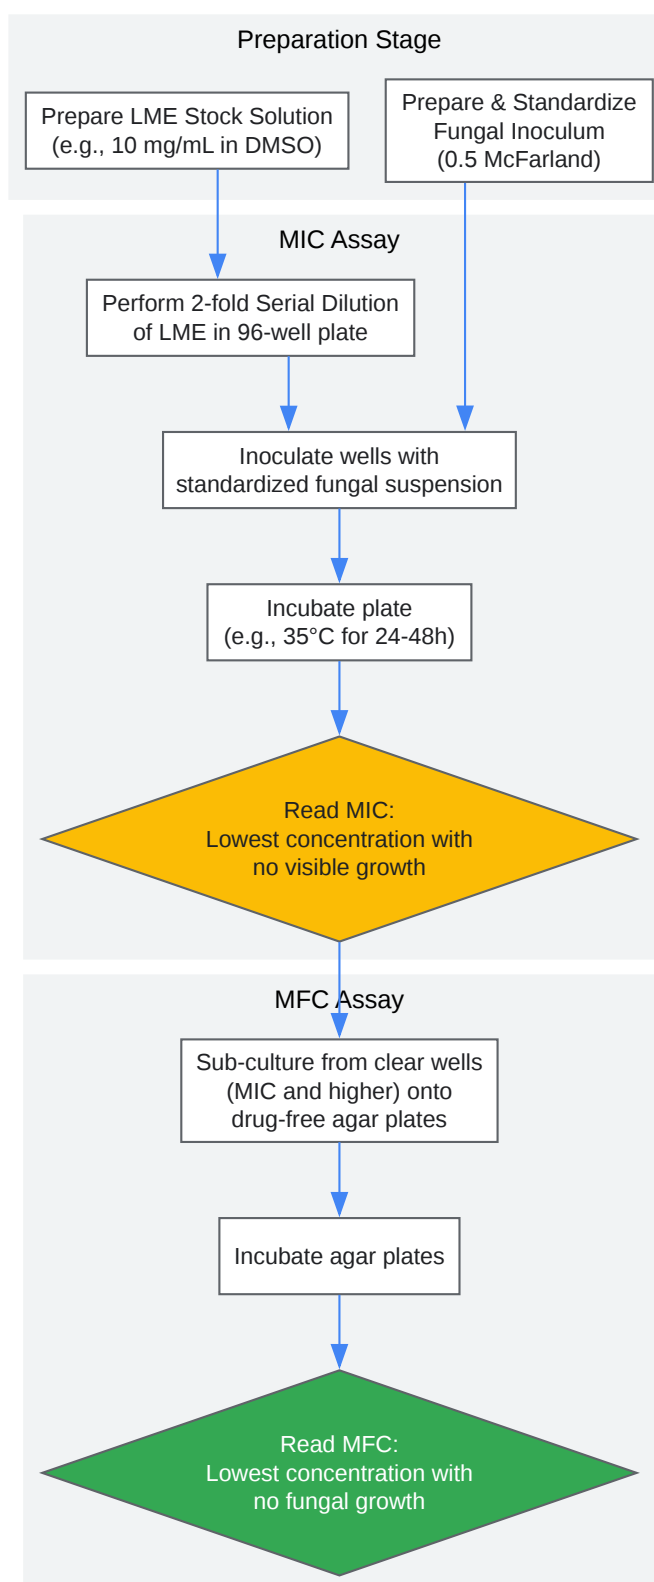 Preparation Stage
Prepare LME Stock Solution
(e.g., 10 mg/mL in DMSO)
Prepare & Standardize
Fungal Inoculum
(0.5 McFarland)
MIC Assay
Perform 2-fold Serial Dilution
of LME in 96-well plate
Inoculate wells with
standardized fungal suspension
Incubate plate
(e.g., 35°C for 24-48h)
Read MIC:
Lowest concentration with
no visible growth
MFC Assay
Sub-culture from clear wells
(MIC and higher) onto
drug-free agar plates
Incubate agar plates
Read MFC:
Lowest concentration with
no fungal growth